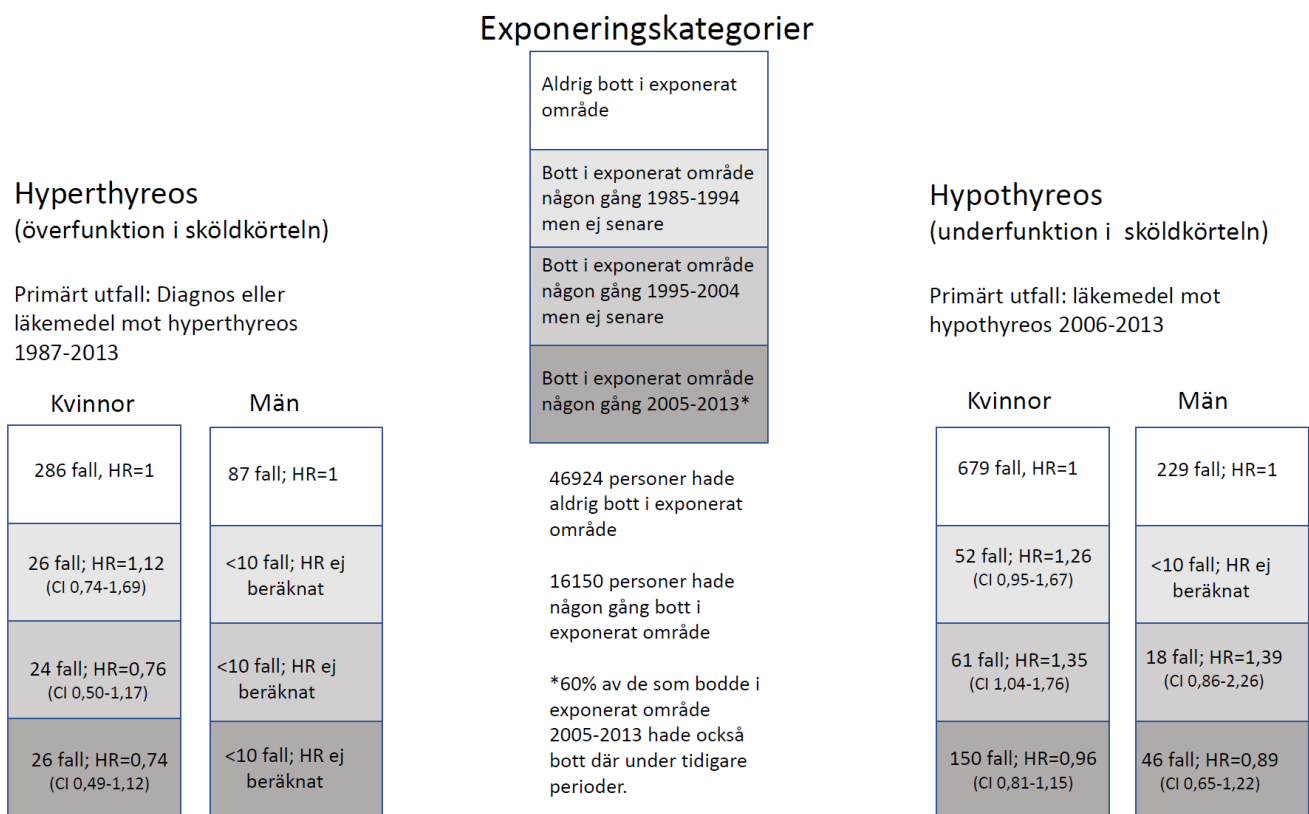 Exponeringskategorier
Aldrig bott i exponerat
område
Bott i exponerat område
någon gång 1985-1994
men ej senare
Bott i exponerat område
någon gång 1995-2004
men ej senare
Bott i exponerat område
någon gång 2005-2013*
46924 personer hade
aldrig bott i exponerat
område
16150 personer hade
någon gång bott i
exponerat område
*60% av de som bodde i
exponerat område
2005-2013 hade också
bott där under tidigare
perioder.
Hyperthyreos
(överfunktion i sköldkörteln)
Primärt utfall: Diagnos eller
läkemedel mot hyperthyreos
1987-2013
Kvinnor
286 fall, HR=1
26 fall; HR=1,12
(CI 0,74-1,69)
24 fall; HR=0,76
(CI 0,50-1,17)
26 fall; HR=0,74
(CI 0,49-1,12)
Män
87 fall; HR=1
<10 fall; HR ej
beräknat
<10 fall; HR ej
beräknat
<10 fall; HR ej
beräknat
Hypothyreos
(underfunktion i sköldkörteln)
Primärt utfall: läkemedel mot
hypothyreos 2006-2013
Kvinnor
679 fall, HR=1
52 fall; HR=1,26
(CI 0,95-1,67)
61 fall; HR=1,35
(CI 1,04-1,76)
150 fall; HR=0,96
(CI 0,81-1,15)
Män
229 fall; HR=1
<10 fall; HR ej
beräknat
18 fall; HR=1,39
(CI 0,86-2,26)
46 fall; HR=0,89
(CI 0,65-1,22)